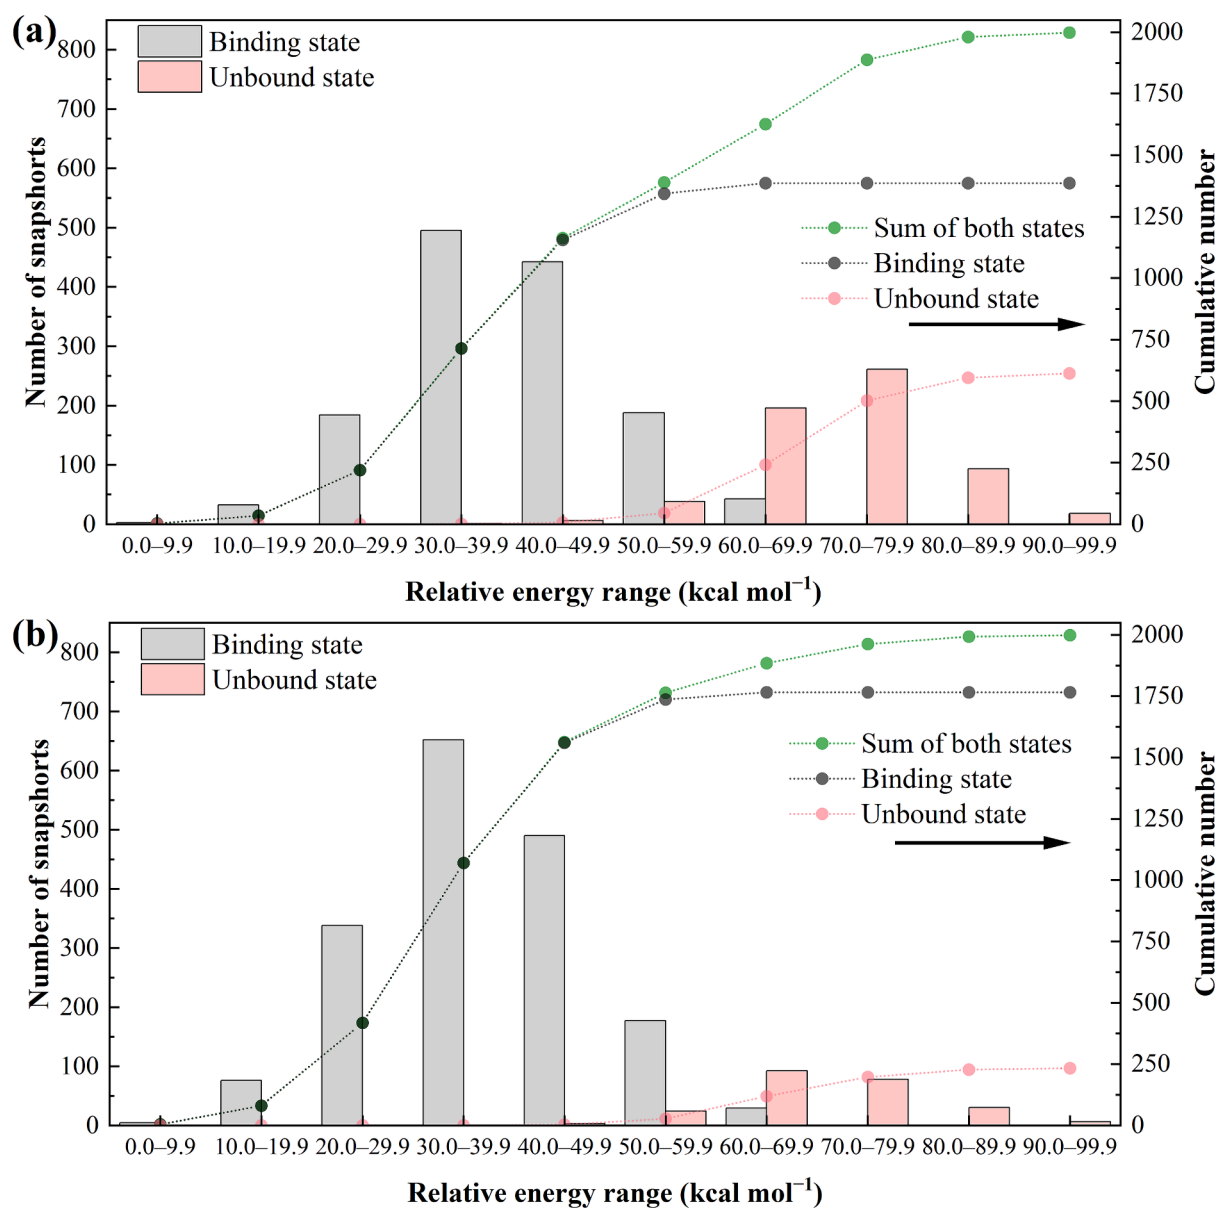 (a)
Binding state
Unbound state
800
700
600
500
400
300
200
100
0
Number of snapshorts
2000
1750
1500
1250
1000
750
500
250
0
Cumulative number
Sum of both states
Binding state
Unbound state
0.0–9.9 10.0–19.9 20.0–29.9 30.0–39.9 40.0–49.9 50.0–59.9 60.0–69.9 70.0–79.9 80.0–89.9 90.0–99.9
Relative energy range (kcal mol⁻¹)
(b)
Binding state
Unbound state
800
700
600
500
400
300
200
100
0
Number of snapshorts
2000
1750
1500
1250
1000
750
500
250
0
Cumulative number
Sum of both states
Binding state
Unbound state
0.0–9.9 10.0–19.9 20.0–29.9 30.0–39.9 40.0–49.9 50.0–59.9 60.0–69.9 70.0–79.9 80.0–89.9 90.0–99.9
Relative energy range (kcal mol⁻¹)